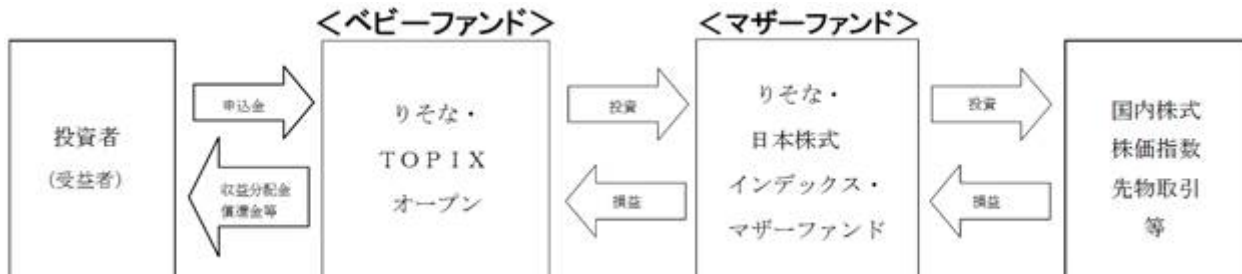 ＜ベビーファンド＞
＜マザーファンド＞
投資者
(受益者)
申込金
収益分配金
償還金等
りそな・
ＴＯＰＩＸ
オープン
投資
損益
りそな・
日本株式
インデックス・
マザーファンド
投資
損益
国内株式
株価指数
先物取引
等